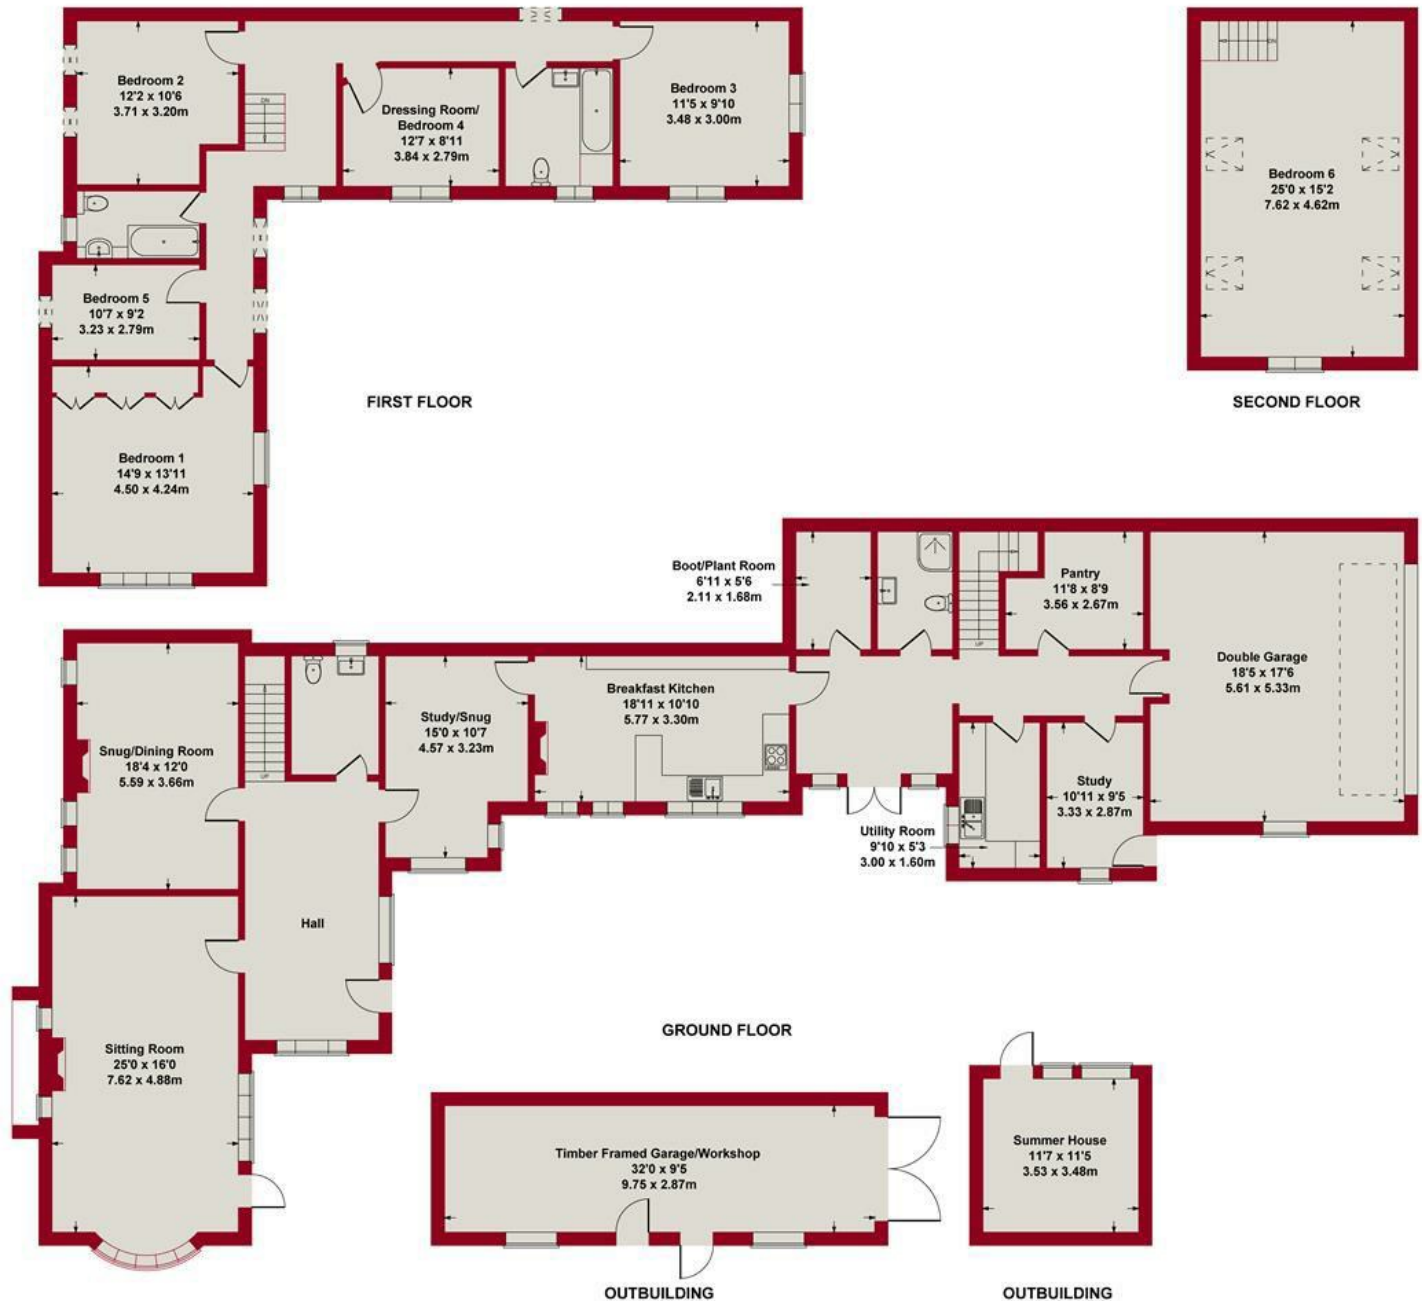 Bedroom 2
12'2 x 10'6
3.71 x 3.20m
DN
Dressing Room/
Bedroom 4
12'7 x 8'11
3.84 x 2.79m
Bedroom 3
11'5 x 9'10
3.48 x 3.00m
Bedroom 6
25'0 x 15'2
7.62 x 4.62m
Bedroom 5
10'7 x 9'2
3.23 x 2.79m
FIRST FLOOR
SECOND FLOOR
Bedroom 1
14'9 x 13'11
4.50 x 4.24m
Boot/Plant Room
6'11 x 5'6
2.11 x 1.68m
UP
Pantry
11'8 x 8'9
3.56 x 2.67m
Double Garage
18'5 x 17'6
5.61 x 5.33m
Snug/Dining Room
18'4 x 12'0
5.59 x 3.66m
UP
Study/Snug
15'0 x 10'7
4.57 x 3.23m
Breakfast Kitchen
18'11 x 10'10
5.77 x 3.30m
Utility Room
9'10 x 5'3
3.00 x 1.60m
Study
10'11 x 9'5
3.33 x 2.87m
Hall
GROUND FLOOR
Sitting Room
25'0 x 16'0
7.62 x 4.88m
Timber Framed Garage/Workshop
32'0 x 9'5
9.75 x 2.87m
Summer House
11'7 x 11'5
3.53 x 3.48m
OUTBUILDING
OUTBUILDING